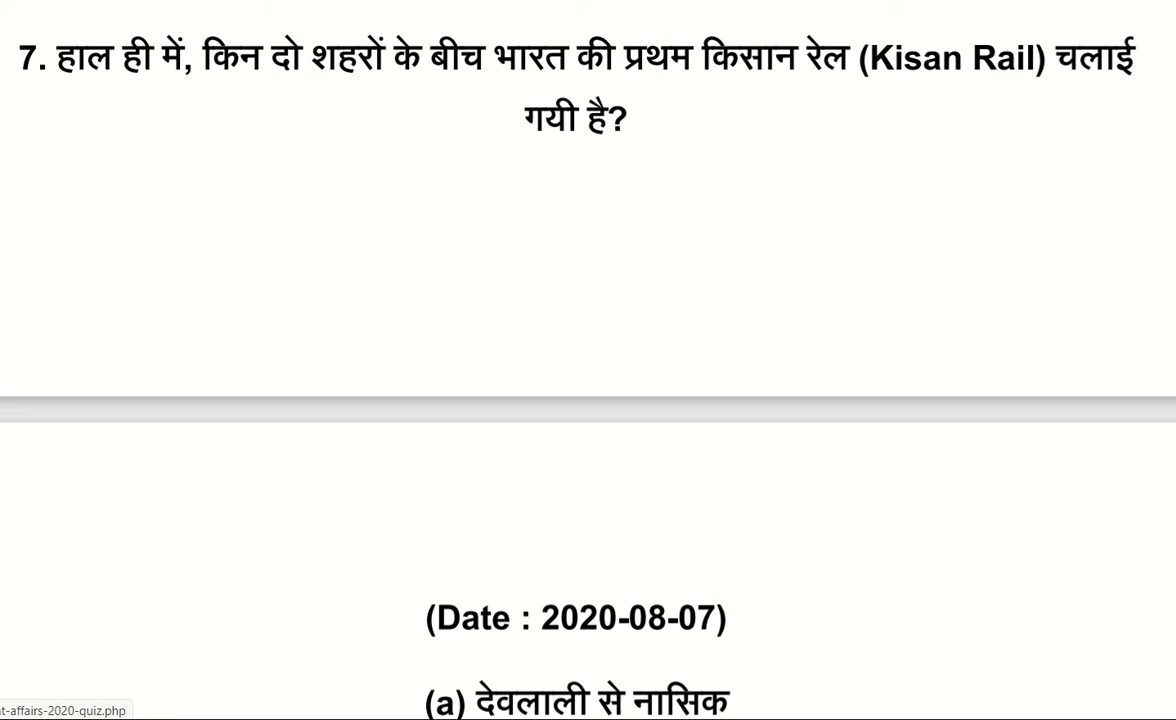 7. हाल ही में, किन दो शहरों के बीच भारत की प्रथम किसान रेल (Kisan Rail) चलाई
गयी है?
(Date : 2020-08-07)
(a) देवलाली से नासिक
t-affairs-2020-quiz.php